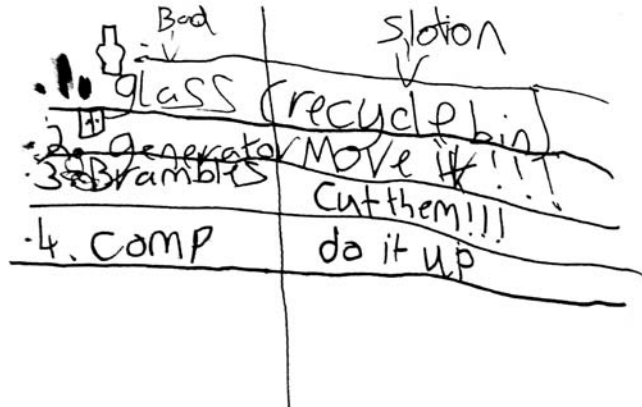 Bad slotion
.1. glass (recycle bin)
.2. generator Move it!!!
.3. Brambles Cut them!!!
.4. comp do it up